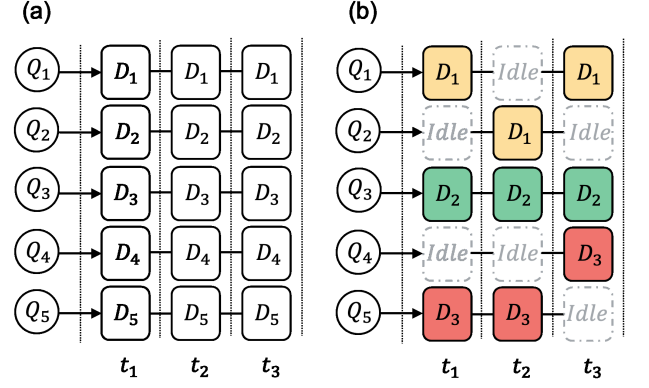 (a)
Q₁ D₁ D₁ D₁
Q₂ D₂ D₂ D₂
Q₃ D₃ D₃ D₃
Q₄ D₄ D₄ D₄
Q₅ D₅ D₅ D₅
t₁ t₂ t₃
(b)
Q₁ D₁ Idle D₁
Q₂ Idle D₁ Idle
Q₃ D₂ D₂ D₂
Q₄ Idle Idle D₃
Q₅ D₃ D₃ Idle
t₁ t₂ t₃